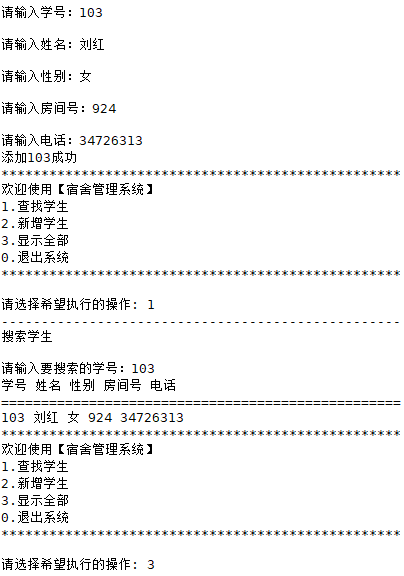 请输入学号：103
请输入姓名：刘红
请输入性别：女
请输入房间号：924
请输入电话：34726313
添加103成功
**************************************************
欢迎使用【宿舍管理系统】
1.查找学生
2.新增学生
3.显示全部
0.退出系统
**************************************************
请选择希望执行的操作: 1
--------------------------------------------------
搜索学生
请输入要搜索的学号：103
学号 姓名 性别 房间号 电话
==================================================
103 刘红 女 924 34726313
**************************************************
欢迎使用【宿舍管理系统】
1.查找学生
2.新增学生
3.显示全部
0.退出系统
**************************************************
请选择希望执行的操作: 3